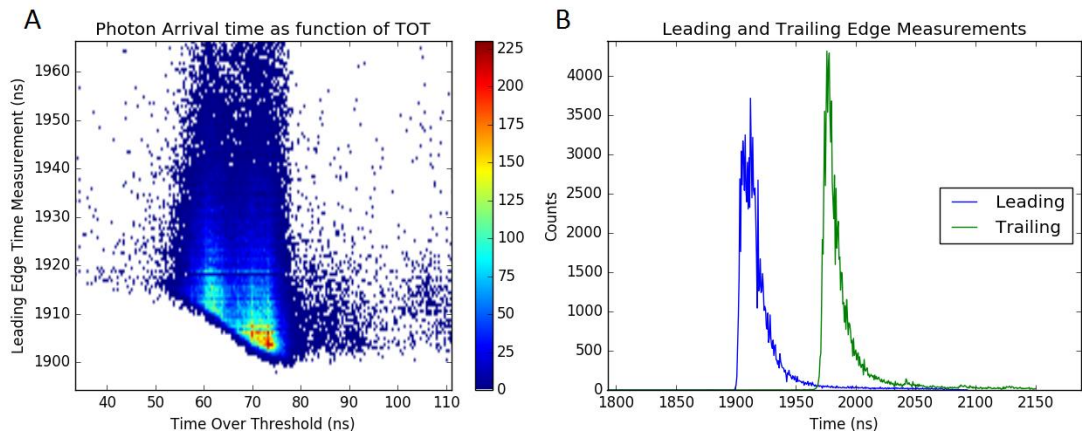 A
Photon Arrival time as function of TOT
Leading Edge Time Measurement (ns)
1960
1950
1940
1930
1920
1910
1900
40 50 60 70 80 90 100 110
Time Over Threshold (ns)
225
200
175
150
125
100
75
50
25
0
B
Leading and Trailing Edge Measurements
Counts
4000
3500
3000
2500
2000
1500
1000
500
0
1800 1850 1900 1950 2000 2050 2100 2150
Time (ns)
Leading
Trailing